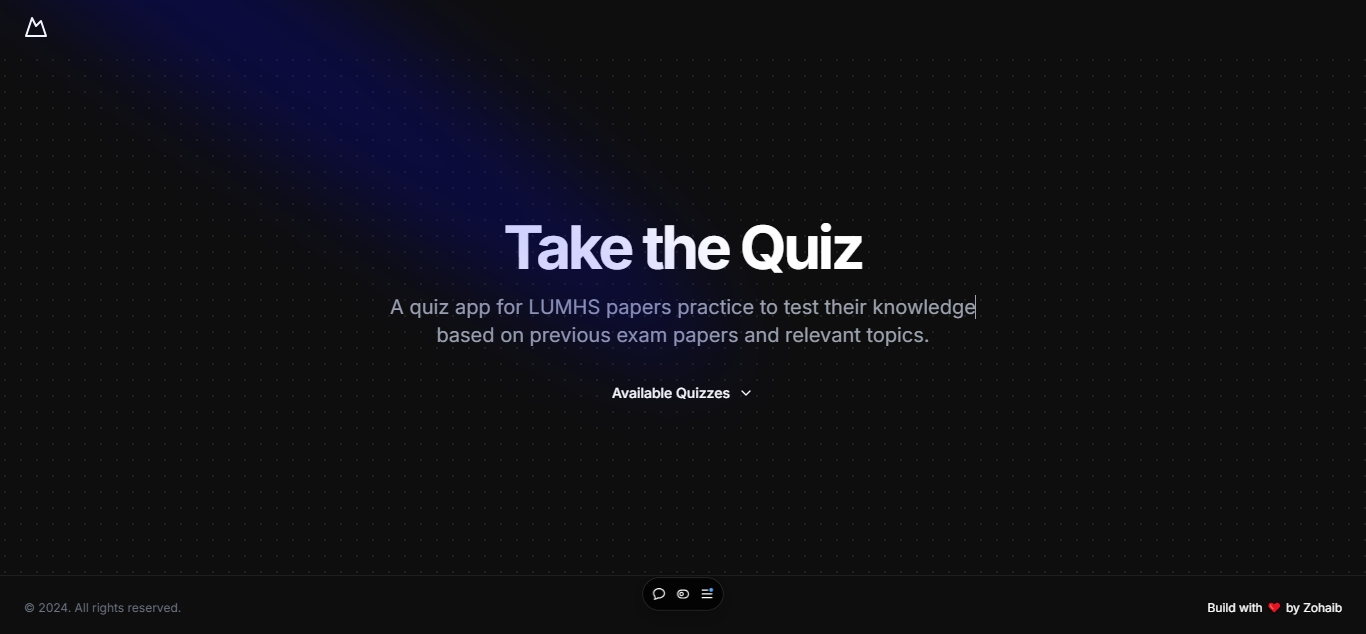 Take the Quiz
A quiz app for LUMHS papers practice to test their knowledge
based on previous exam papers and relevant topics.
Available Quizzes
© 2024. All rights reserved.
Build with ❤️ by Zohaib